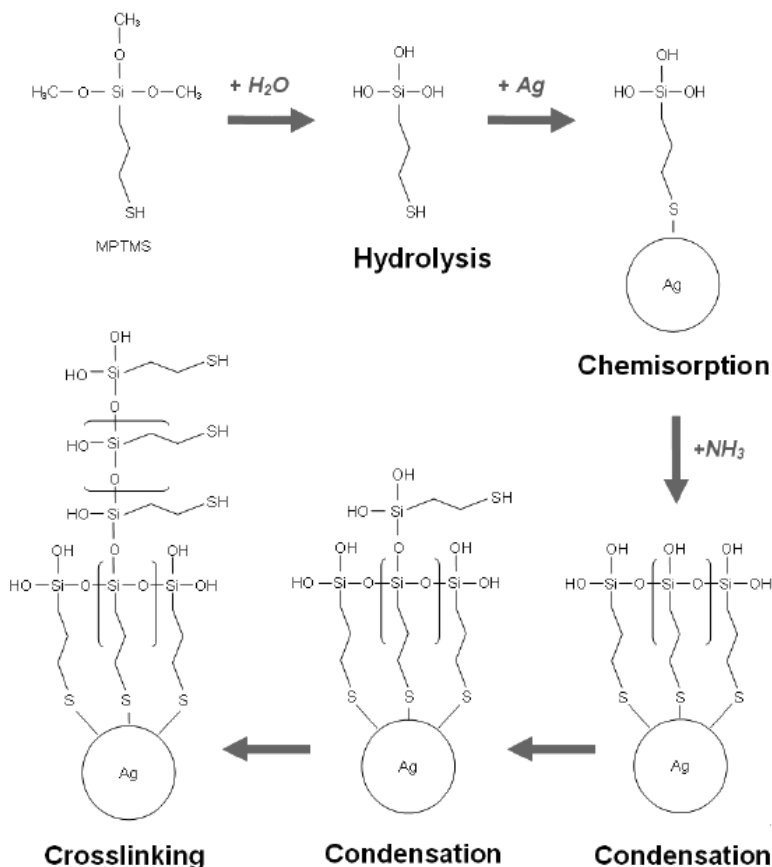 CH₃
O
H₃C—O—Si—O—CH₃
SH
MPTMS
+ H₂O
OH
HO—Si—OH
SH
Hydrolysis
+ Ag
OH
HO—Si—OH
S
Ag
Chemisorption
+NH₃
OH
HO—Si SH
O
HO—Si SH
O
HO—Si SH
OH O OH
HO—Si—O—Si—O—Si—OH
S S S
Ag
Crosslinking
OH
HO—Si SH
OH O OH
HO—Si—O—Si—O—Si—OH
S S S
Ag
Condensation
OH OH OH
HO—Si—O—Si—O—Si—OH
S S S
Ag
Condensation